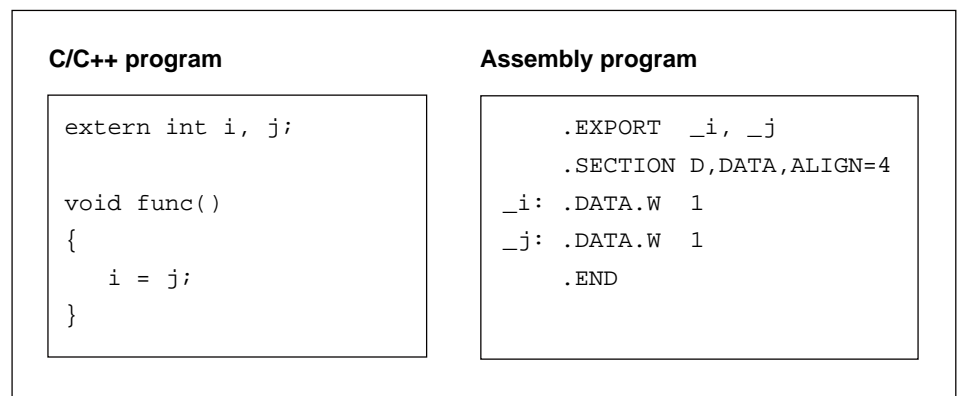 C/C++ program
extern int i, j;
void func()
{
i = j;
}
Assembly program
.EXPORT _i, _j
.SECTION D,DATA,ALIGN=4
_i: .DATA.W 1
_j: .DATA.W 1
.END